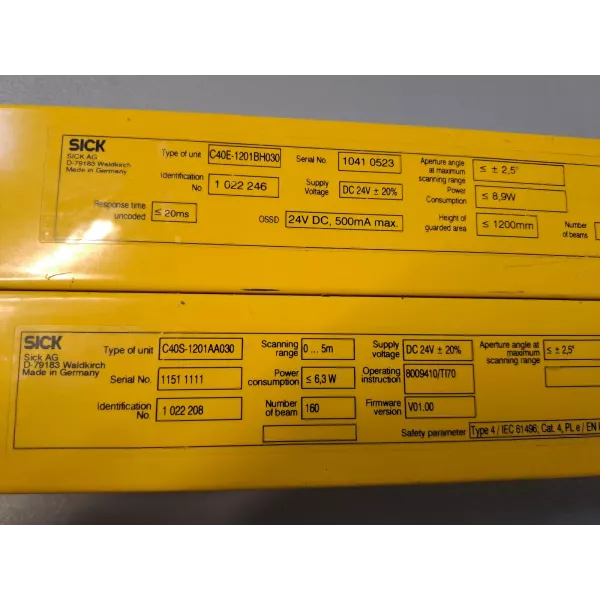 SICK
SICK AG
D-79183 Waldkirch
Made in Germany
Type of unit C40E-1201BH030
Serial No. 1041 0523
Aperture angle at maximum scanning range ≤ ± 2,5°
Identification No 1 022 246
Supply Voltage DC 24V ± 20%
Power Consumption ≤ 8,9W
Response time uncoded ≤ 20ms
OSSD 24V DC, 500mA max.
Height of guarded area ≤ 1200mm
Number of beams
SICK
Sick AG
D-79183 Waldkirch
Made in Germany
Type of unit C40S-1201AA030
Scanning range 0 ... 5m
Supply voltage DC 24V ± 20%
Aperture angle at maximum scanning range ≤ ± 2,5°
Serial No. 1151 1111
Power consumption ≤ 6,3 W
Operating instruction 8009410/TI70
Identification No. 1 022 208
Number of beam 160
Firmware version V01.00
Safety parameter Type 4 / IEC 61496; Cat. 4, PL e / EN